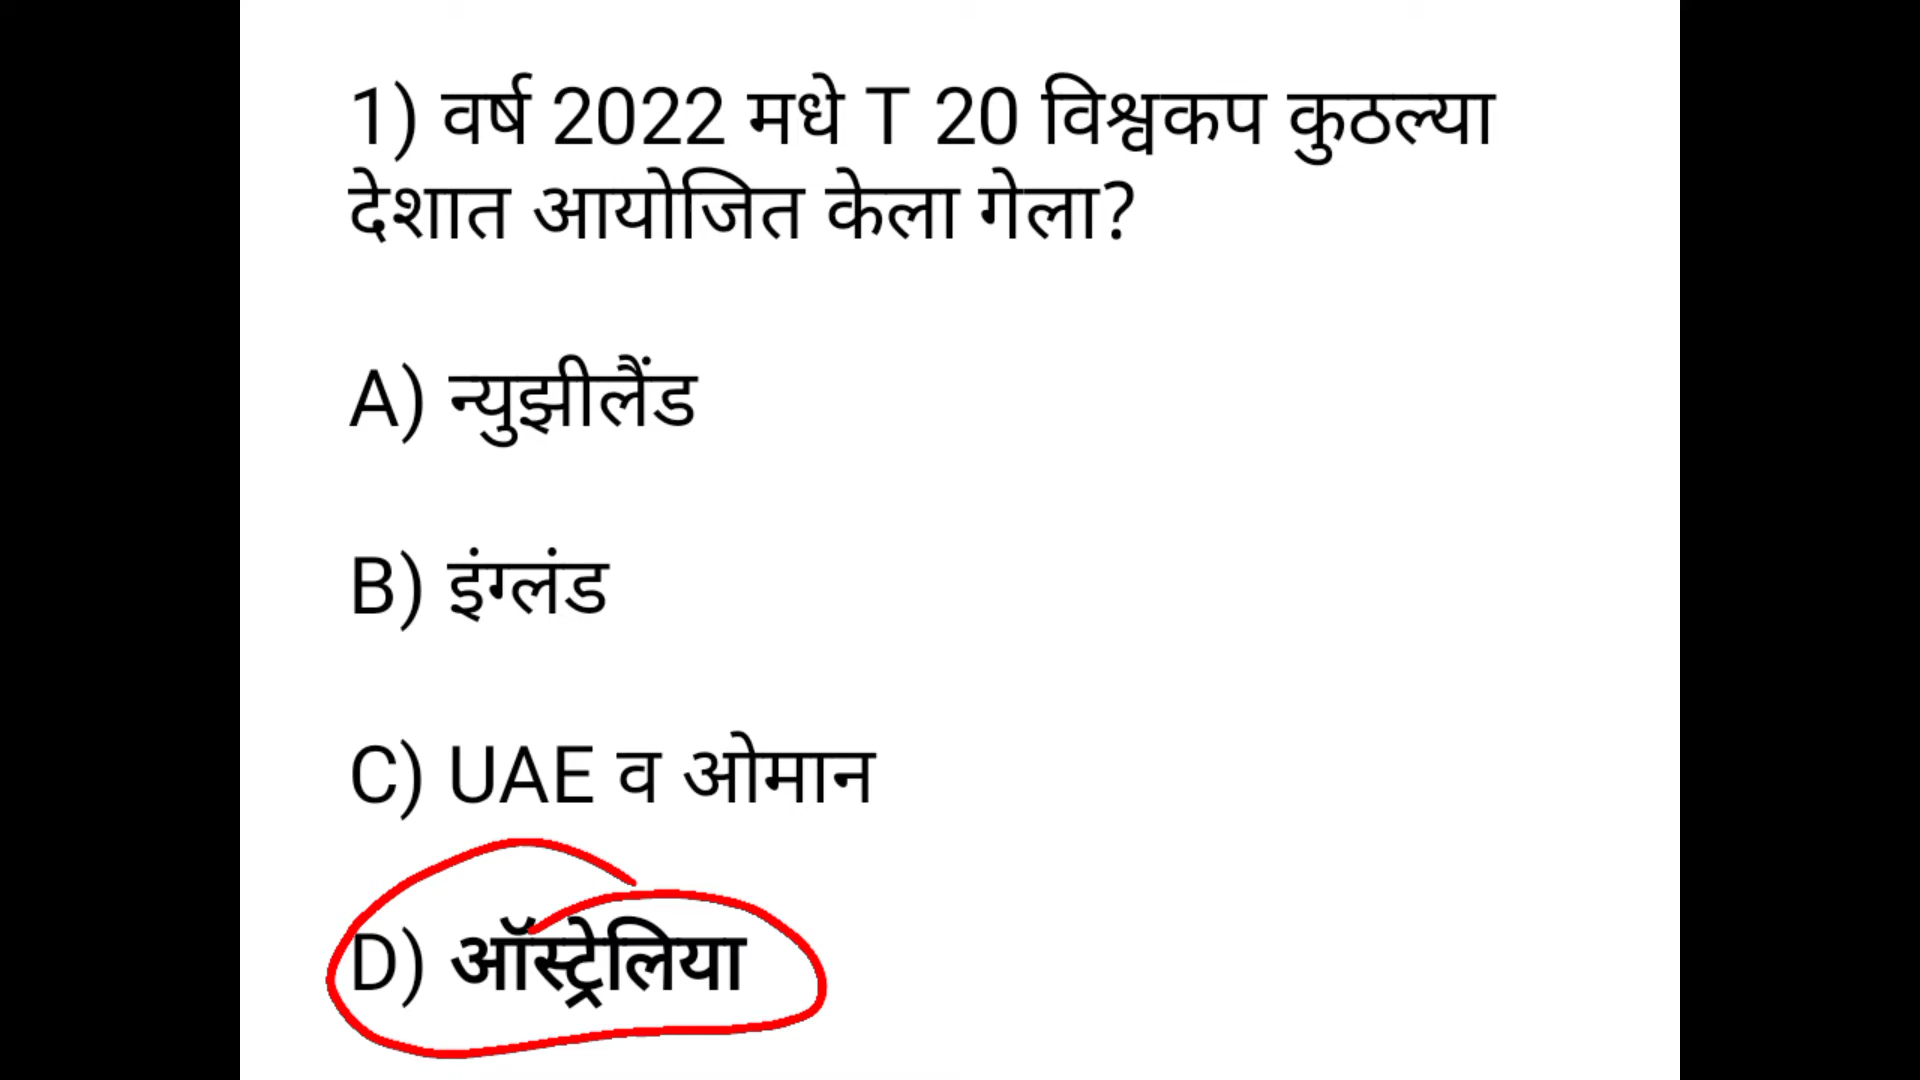 1) वर्ष 2022 मधे T 20 विश्वकप कुठल्या
देशात आयोजित केला गेला?
A) न्युझीलैंड
B) इंग्लंड
C) UAE व ओमान
D) ऑस्ट्रेलिया